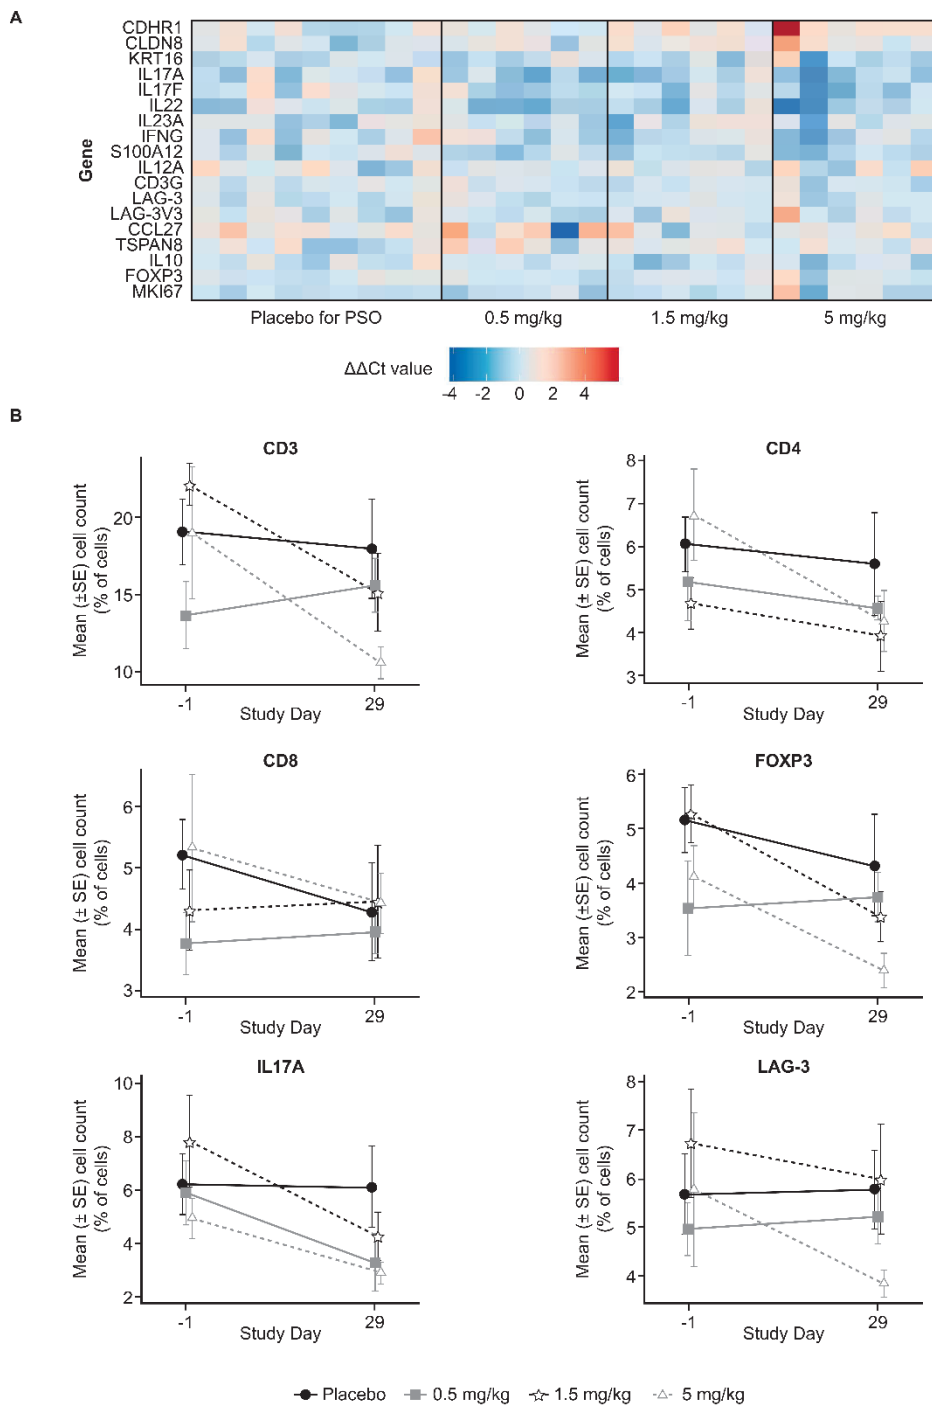 A
Gene
CDHR1
CLDN8
KRT16
IL17A
IL17F
IL22
IL23A
IFNG
S100A12
IL12A
CD3G
LAG-3
LAG-3V3
CCL27
TSPAN8
IL10
FOXP3
MKI67
Placebo for PSO 0.5 mg/kg 1.5 mg/kg 5 mg/kg
ΔΔCt value
-4 -2 0 2 4
B
CD3
Mean (±SE) cell count
(% of cells)
20
15
10
-1 29
Study Day
CD4
Mean (± SE) cell count
(% of cells)
8
7
6
5
4
3
-1 29
Study Day
CD8
Mean (± SE) cell count
(% of cells)
6
5
4
3
-1 29
Study Day
FOXP3
Mean (±SE) cell count
(% of cells)
6
5
4
3
2
-1 29
Study Day
IL17A
Mean (± SE) cell count
(% of cells)
10
8
6
4
2
-1 29
Study Day
LAG-3
Mean (± SE) cell count
(% of cells)
8
7
6
5
4
-1 29
Study Day
Placebo 0.5 mg/kg 1.5 mg/kg 5 mg/kg